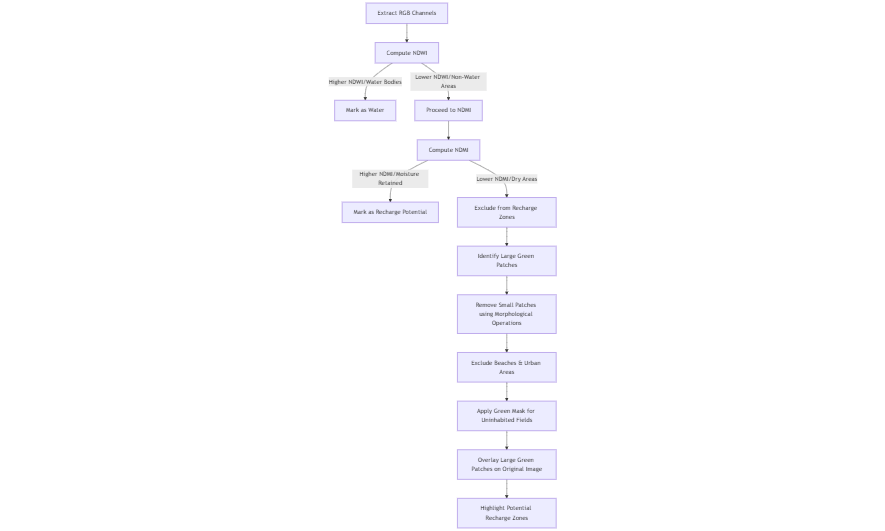 Extract RGB Channels
Compute NDWI
Higher NDWI/Water Bodies
Lower NDWI/Non-Water
Areas
Mark as Water
Proceed to NDMI
Compute NDMI
Higher NDMI/Moisture
Retained
Lower NDMI/Dry Areas
Mark as Recharge Potential
Exclude from Recharge
Zones
Identify Large Green
Patches
Remove Small Patches
using Morphological
Operations
Exclude Beaches & Urban
Areas
Apply Green Mask for
Uninhabited Fields
Overlay Large Green
Patches on Original Image
Highlight Potential
Recharge Zones